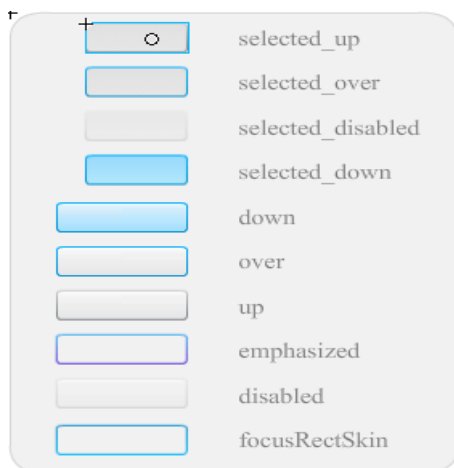 selected_up
selected_over
selected_disabled
selected_down
down
over
up
emphasized
disabled
focusRectSkin